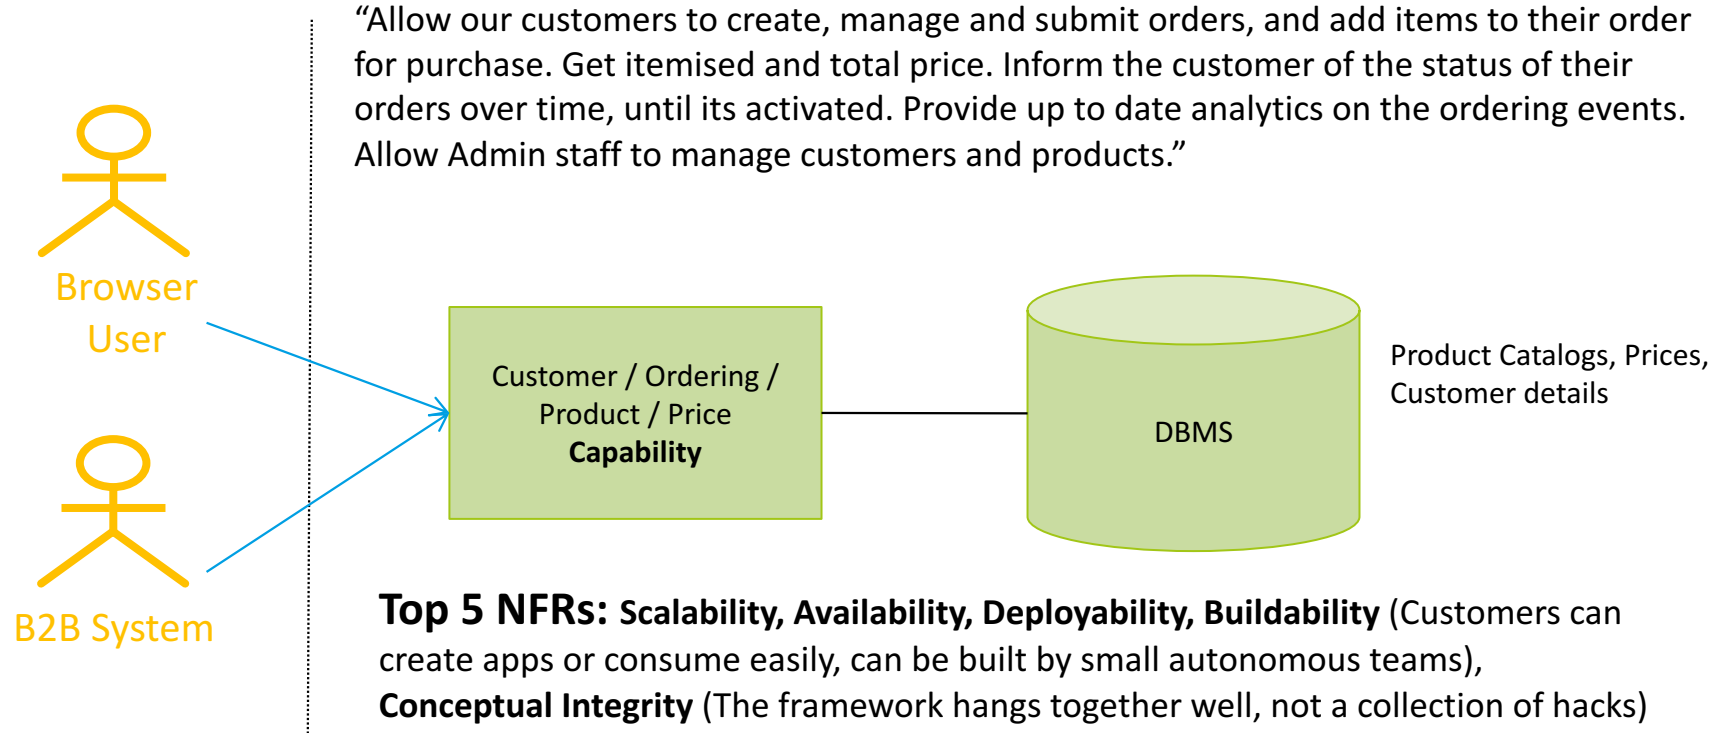 “Allow our customers to create, manage and submit orders, and add items to their order
for purchase. Get itemised and total price. Inform the customer of the status of their
orders over time, until its activated. Provide up to date analytics on the ordering events.
Allow Admin staff to manage customers and products.”
Browser
User
Customer / Ordering /
Product / Price
Capability
DBMS
Product Catalogs, Prices,
Customer details
B2B System
Top 5 NFRs: Scalability, Availability, Deployability, Buildability (Customers can
create apps or consume easily, can be built by small autonomous teams),
Conceptual Integrity (The framework hangs together well, not a collection of hacks)